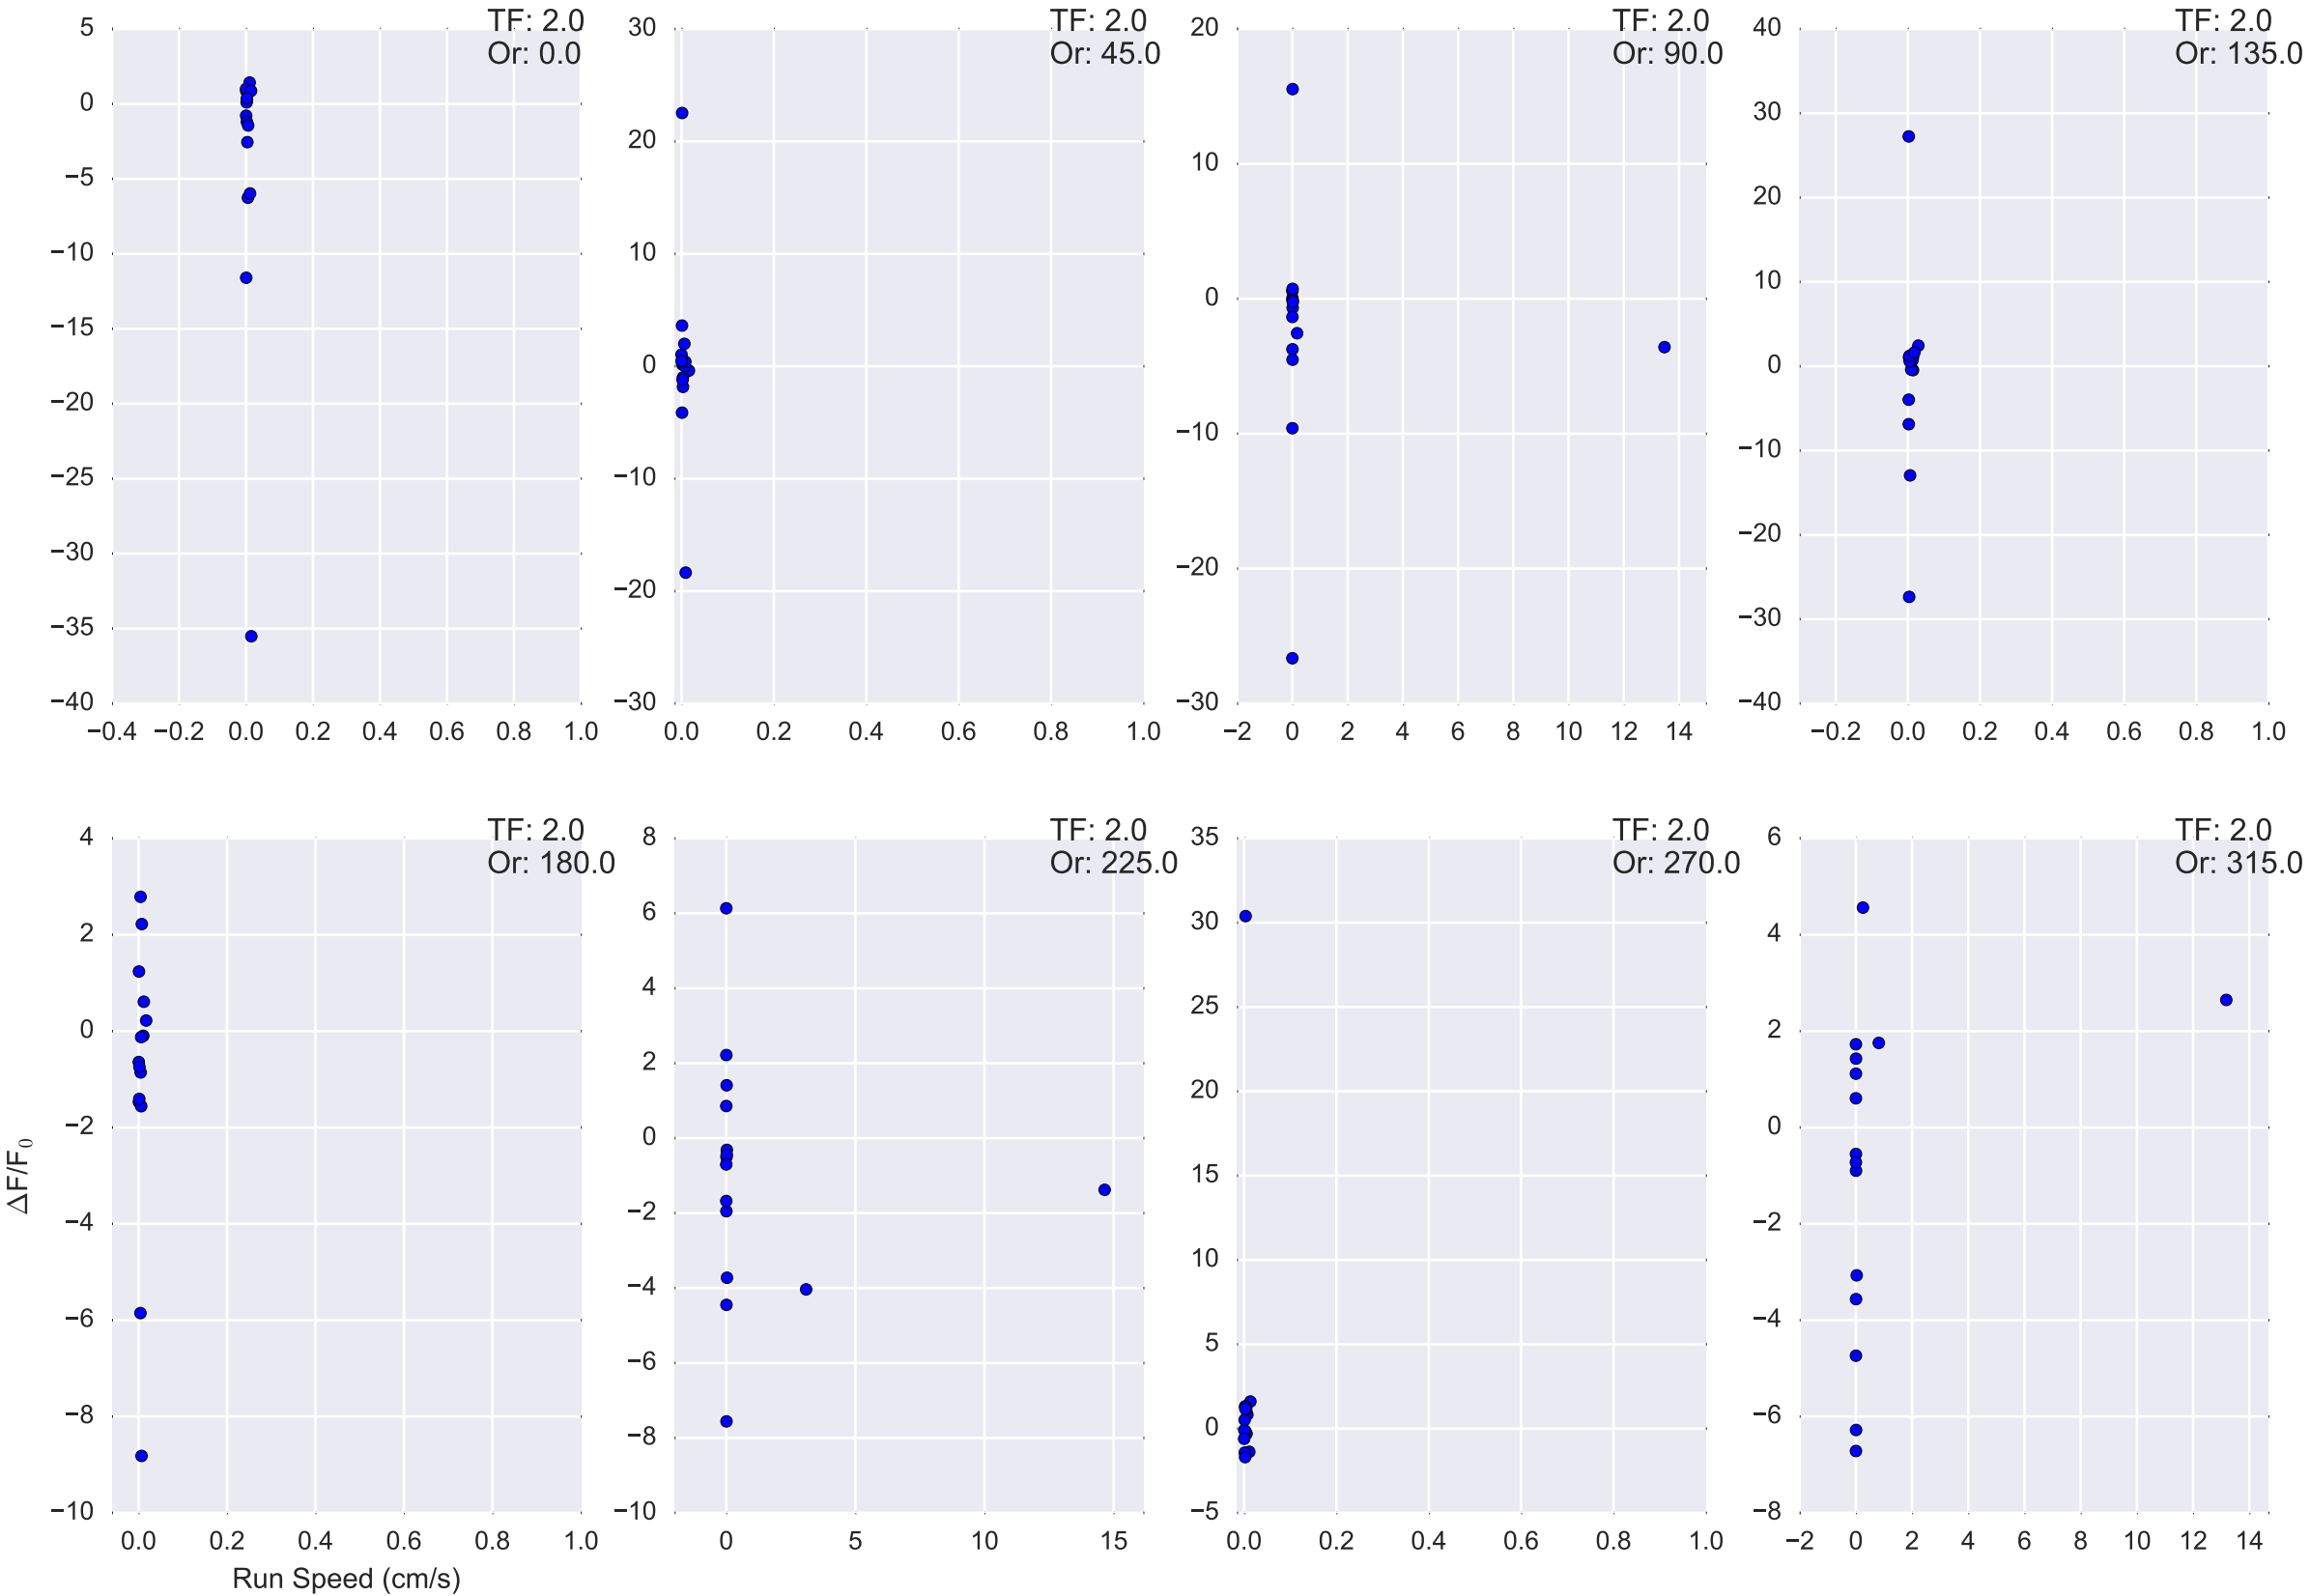 TF: 2.0
Or: 0.0
5
0
−5
−10
−15
−20
−25
−30
−35
−40
−0.4 −0.2 0.0 0.2 0.4 0.6 0.8 1.0
TF: 2.0
Or: 45.0
30
20
10
0
−10
−20
−30
0.0 0.2 0.4 0.6 0.8 1.0
TF: 2.0
Or: 90.0
20
10
0
−10
−20
−30
−2 0 2 4 6 8 10 12 14
TF: 2.0
Or: 135.0
40
30
20
10
0
−10
−20
−30
−40
−0.2 0.0 0.2 0.4 0.6 0.8 1.0
TF: 2.0
Or: 180.0
4
2
0
−2
−4
−6
−8
−10
0.0 0.2 0.4 0.6 0.8 1.0
ΔF/F₀
Run Speed (cm/s)
TF: 2.0
Or: 225.0
8
6
4
2
0
−2
−4
−6
−8
−10
0 5 10 15
TF: 2.0
Or: 270.0
35
30
25
20
15
10
5
0
−5
0.0 0.2 0.4 0.6 0.8 1.0
TF: 2.0
Or: 315.0
6
4
2
0
−2
−4
−6
−8
−2 0 2 4 6 8 10 12 14